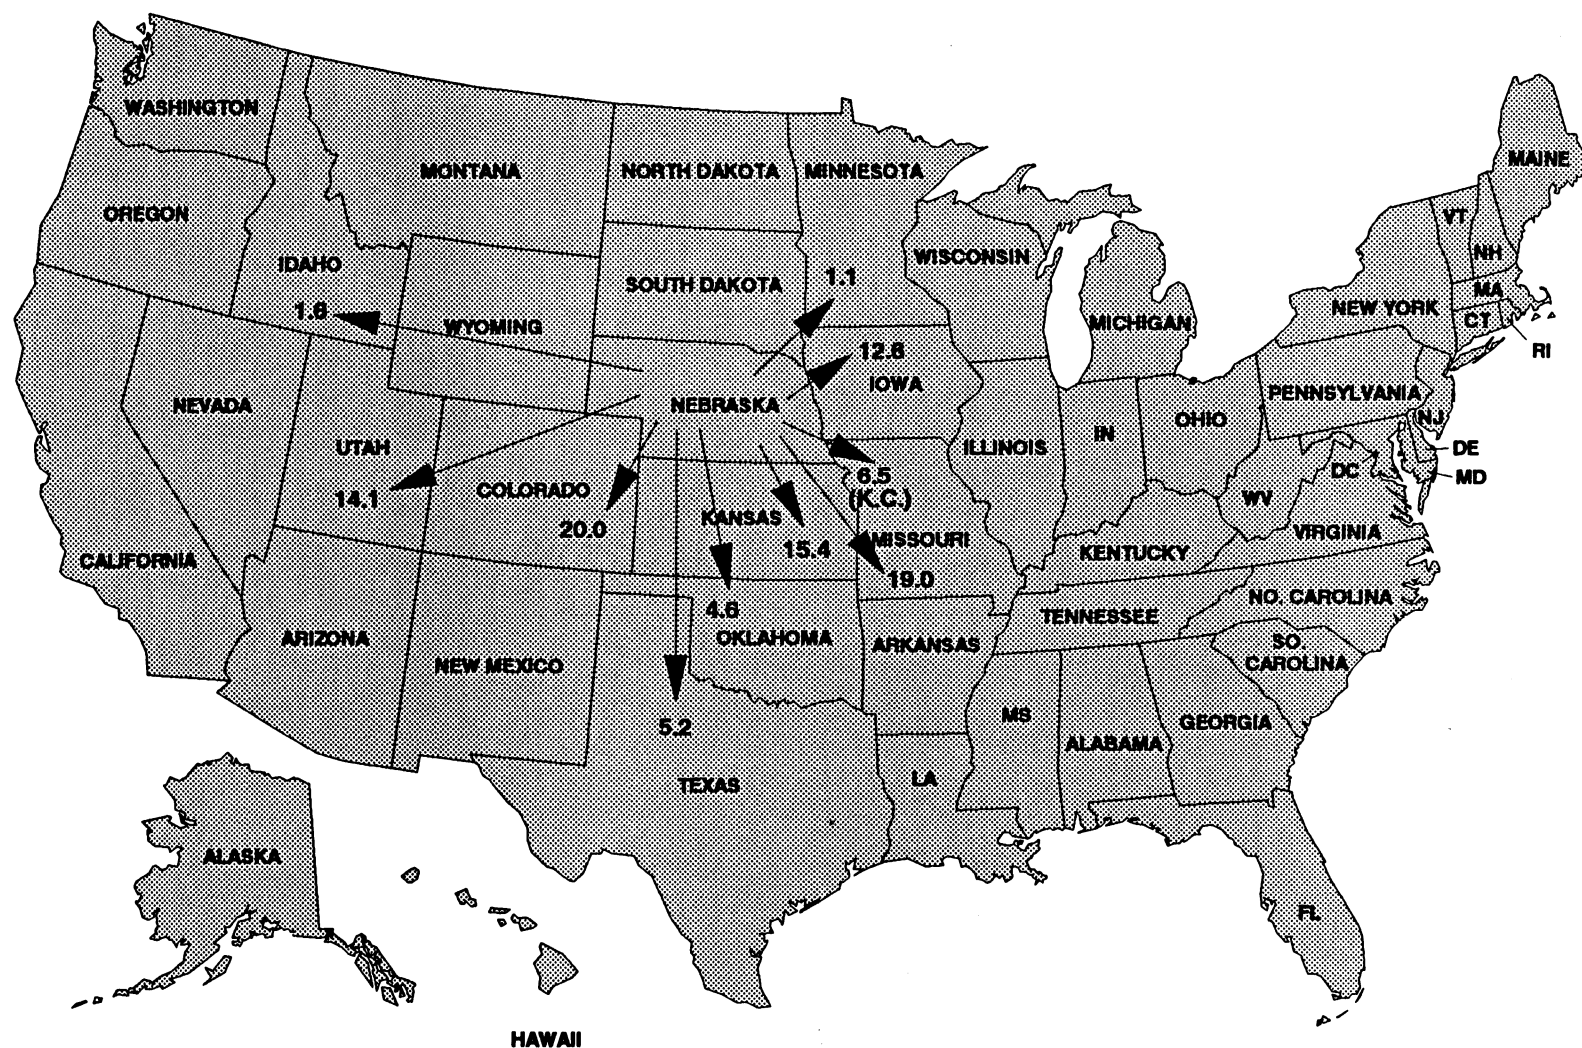 WASHINGTON
MONTANA
NORTH DAKOTA
MINNESOTA
MAINE
OREGON
IDAHO
VT
NH
WISCONSIN
SOUTH DAKOTA
1.1
MA
NEW YORK
1.6
WYOMING
MICHIGAN
CT
RI
12.6
IOWA
NEVADA
NEBRASKA
PENNSYLVANIA
NJ
OHIO
IN
ILLINOIS
UTAH
DE
DC
MD
6.5
(K.C.)
14.1
COLORADO
WV
KANSAS
20.0
VIRGINIA
MISSOURI
15.4
KENTUCKY
CALIFORNIA
19.0
NO. CAROLINA
4.6
TENNESSEE
ARIZONA
OKLAHOMA
ARKANSAS
SO.
CAROLINA
NEW MEXICO
MS
GEORGIA
5.2
ALABAMA
TEXAS
LA
ALASKA
FL
HAWAII